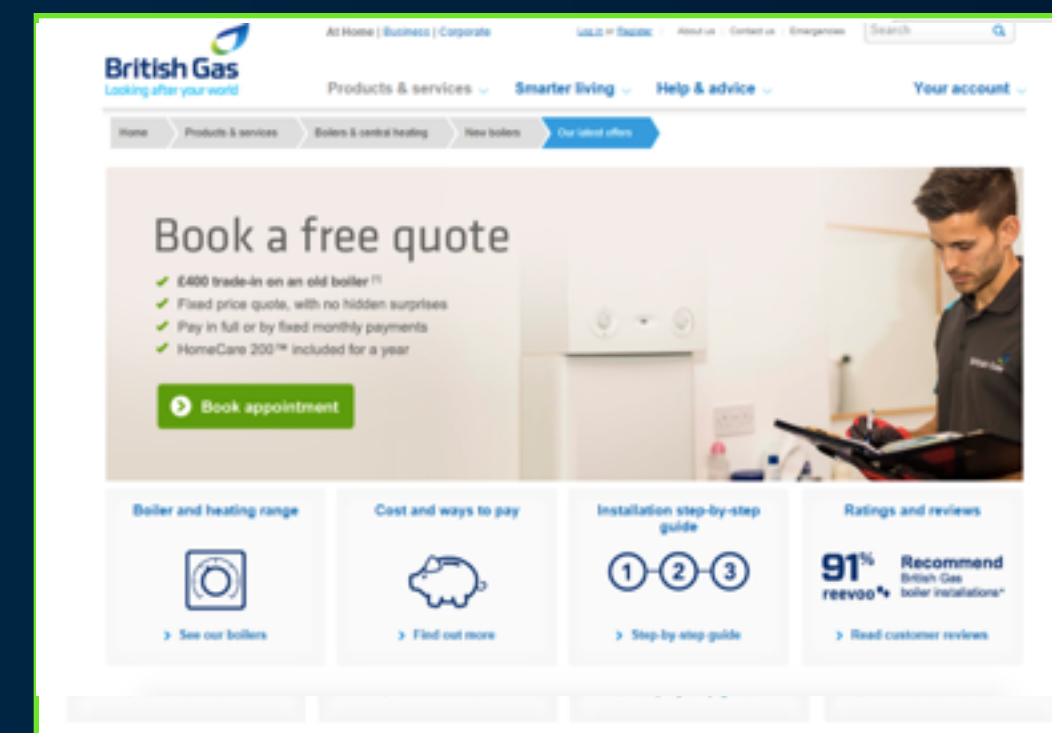 At Home | Business | Corporate
Log in or Register | About us | Contact us | Emergencies
Search
British Gas
Looking after your world
Products & services
Smarter living
Help & advice
Your account
Home
Products & services
Boilers & central heating
New boilers
Our latest offers
Book a free quote
£400 trade-in on an old boiler [1]
Fixed price quote, with no hidden surprises
Pay in full or by fixed monthly payments
HomeCare 200™ included for a year
Book appointment
British Gas
Boiler and heating range
See our boilers
Cost and ways to pay
Find out more
Installation step-by-step
guide
1 2 3
Step-by-step guide
Ratings and reviews
91%
reevoo
Recommend
British Gas
boiler installations*
Read customer reviews